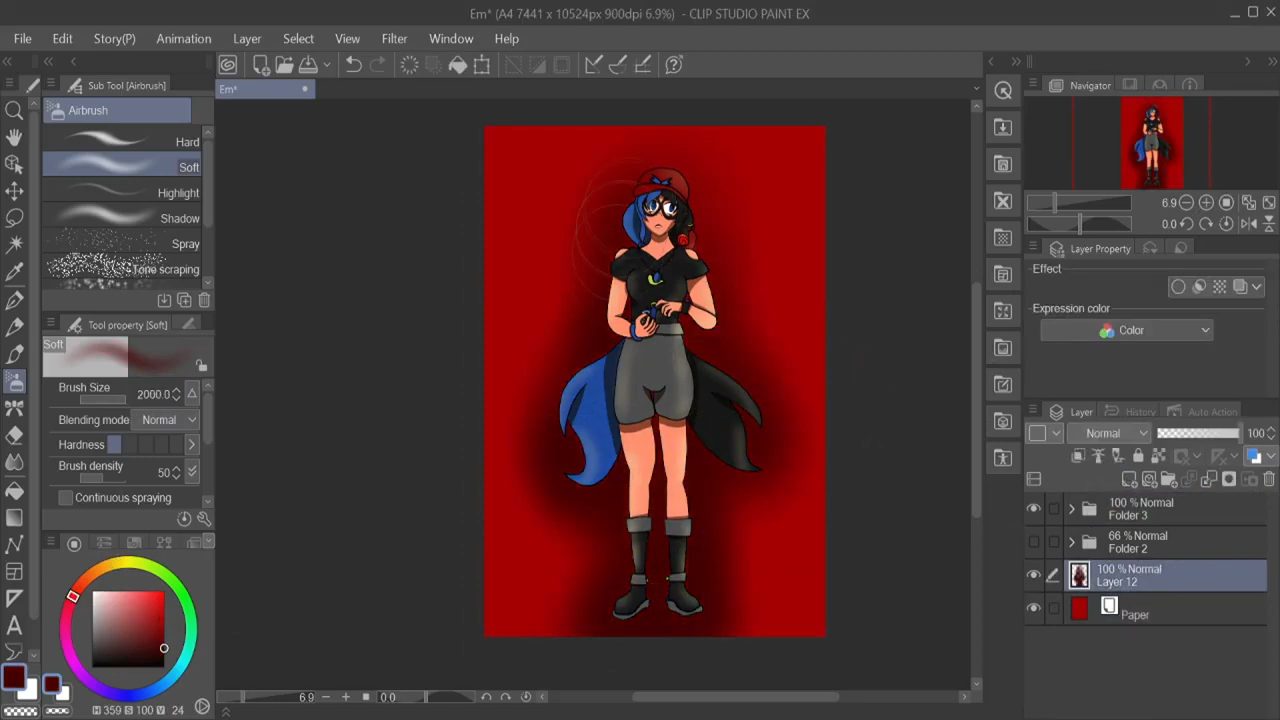 Em* (A4 7441 x 10524px 900dpi 6.9%) - CLIP STUDIO PAINT EX
File Edit Story(P) Animation Layer Select View Filter Window Help
Sub Tool [Airbrush]
Em*
Navigator
Airbrush
Hard
Soft
Highlight
Shadow
Spray
Tone scraping
6.9
0.0
Layer Property
Effect
Expression color
Color
Tool property [Soft]
Soft
Brush Size 2000.0
Blending mode Normal
Hardness
Brush density 50
Continuous spraying
Layer History Auto Action
Normal 100
100 % Normal
Folder 3
66 % Normal
Folder 2
100 % Normal
Layer 12
Paper
6.9 0.0
H 359 S 100 V 24